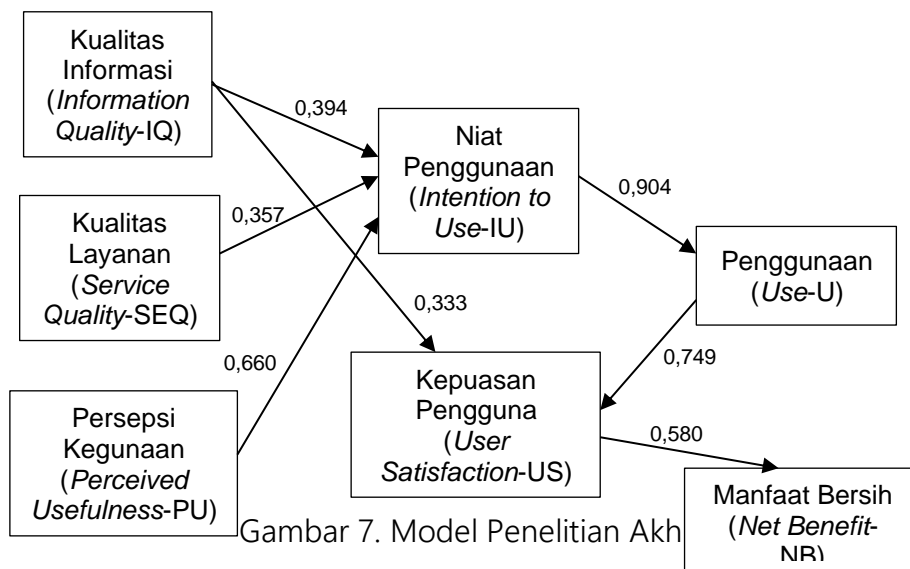 Kualitas
Informasi
(Information
Quality-IQ)
0,394
Niat
Penggunaan
(Intention to
Use-IU)
0,904
Kualitas
Layanan
(Service
Quality-SEQ)
0,357
Penggunaan
(Use-U)
0,333
0,749
0,660
Kepuasan
Pengguna
(User
Satisfaction-US)
0,580
Persepsi
Kegunaan
(Perceived
Usefulness-PU)
Manfaat Bersih
(Net Benefit-
NB)
Gambar 7. Model Penelitian Akh